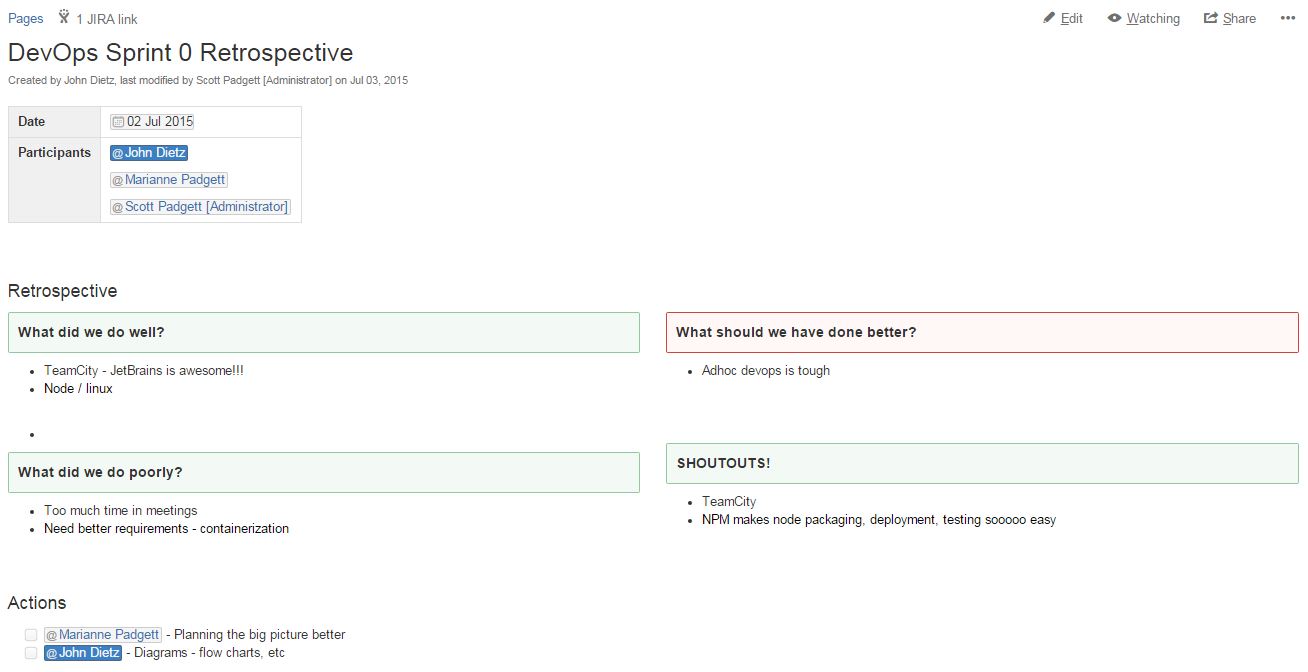 Pages 1 JIRA link
Edit Watching Share
DevOps Sprint 0 Retrospective
Created by John Dietz, last modified by Scott Padgett [Administrator] on Jul 03, 2015
Date 02 Jul 2015
Participants @John Dietz
@Marianne Padgett
@Scott Padgett [Administrator]
Retrospective
What did we do well?
TeamCity - JetBrains is awesome!!!
Node / linux
What should we have done better?
Adhoc devops is tough
What did we do poorly?
Too much time in meetings
Need better requirements - containerization
SHOUTOUTS!
TeamCity
NPM makes node packaging, deployment, testing sooooo easy
Actions
@Marianne Padgett - Planning the big picture better
@John Dietz - Diagrams - flow charts, etc